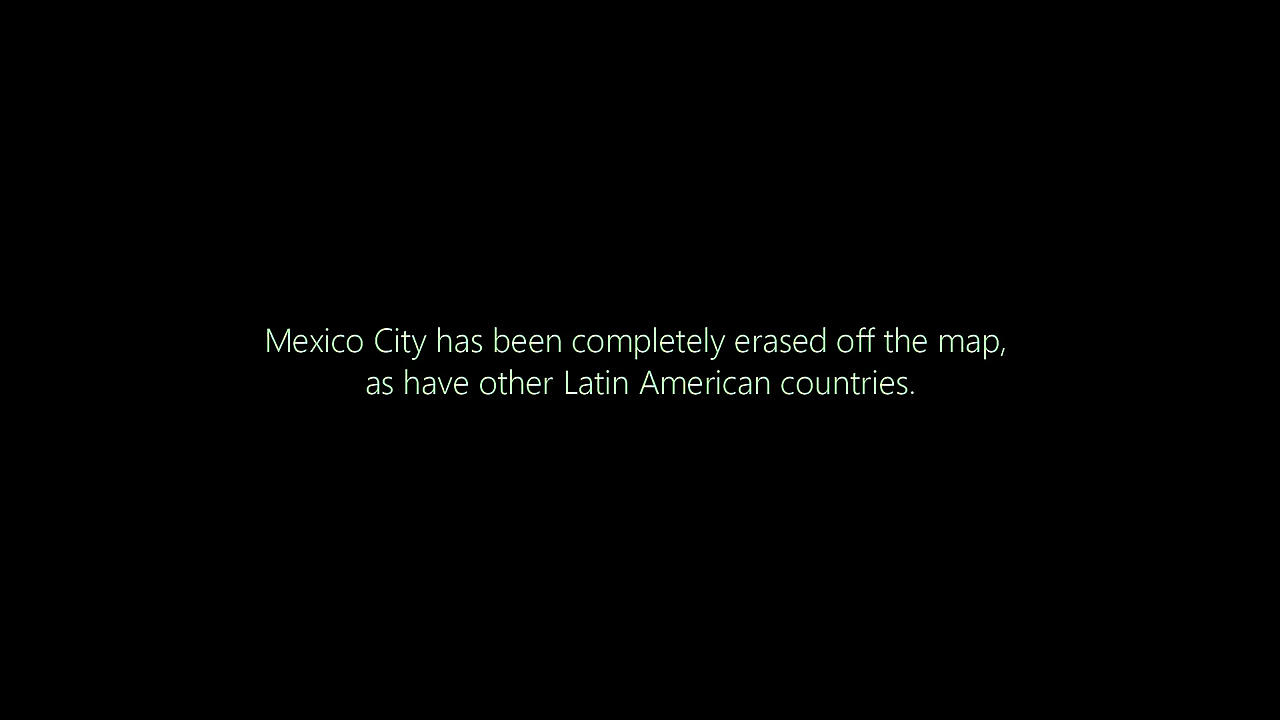 Mexico City has been completely erased off the map,
as have other Latin American countries.